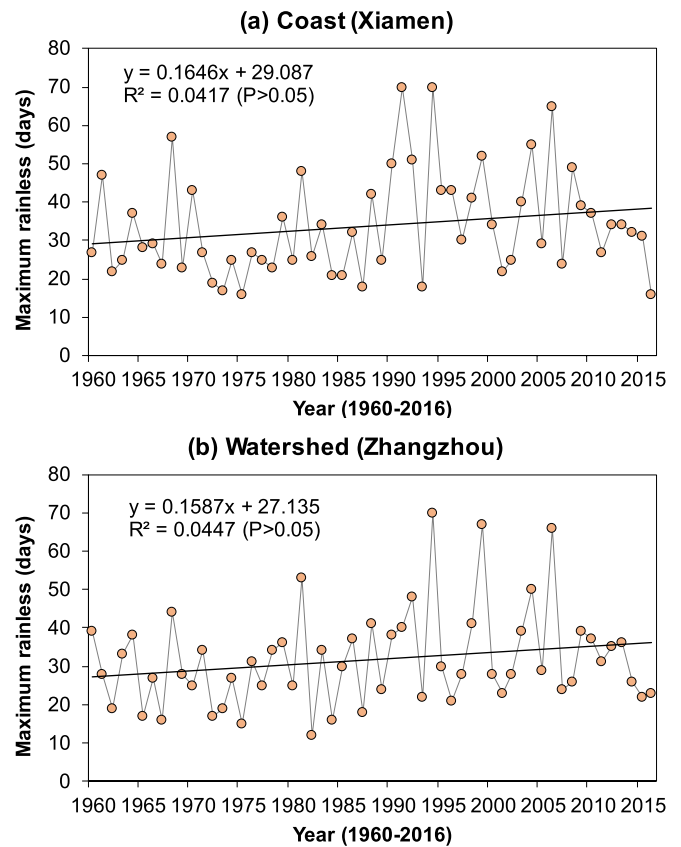 (a) Coast (Xiamen)
y = 0.1646x + 29.087
R² = 0.0417 (P>0.05)
Maximum rainless (days)
80
70
60
50
40
30
20
10
0
1960 1965 1970 1975 1980 1985 1990 1995 2000 2005 2010 2015
Year (1960-2016)
(b) Watershed (Zhangzhou)
y = 0.1587x + 27.135
R² = 0.0447 (P>0.05)
Maximum rainless (days)
80
70
60
50
40
30
20
10
0
1960 1965 1970 1975 1980 1985 1990 1995 2000 2005 2010 2015
Year (1960-2016)